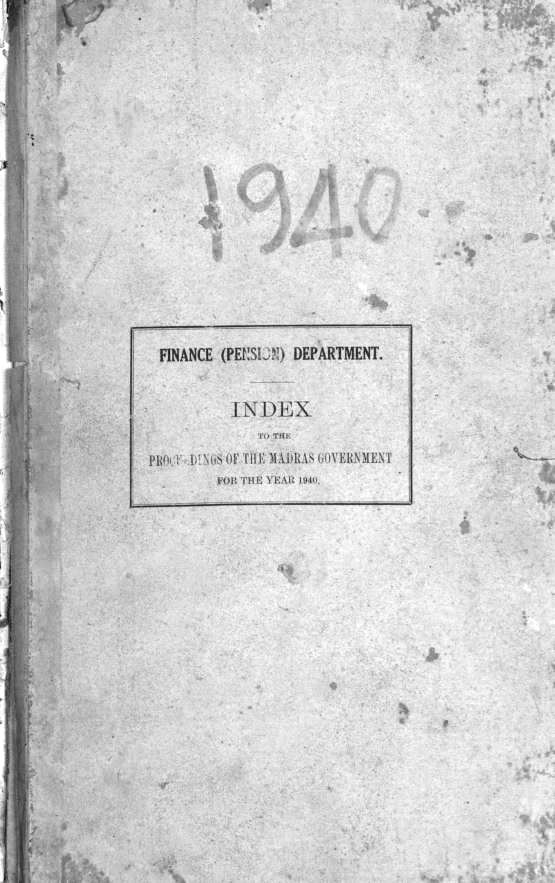 1940
FINANCE (PENSION) DEPARTMENT.
INDEX
TO THE
PROCEEDINGS OF THE MADRAS GOVERNMENT
FOR THE YEAR 1940.